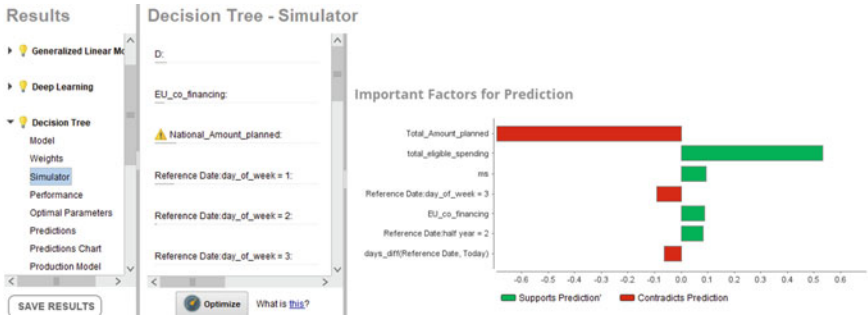 Results
Generalized Linear Mo
Deep Learning
Decision Tree
Model
Weights
Simulator
Performance
Optimal Parameters
Predictions
Predictions Chart
Production Model
SAVE RESULTS
Decision Tree - Simulator
D:
EU_co_financing:
National_Amount_planned:
Reference Date:day_of_week = 1:
Reference Date:day_of_week = 2:
Reference Date:day_of_week = 3:
Optimize What is this?
Important Factors for Prediction
Total_Amount_planned
total_eligible_spending
ms
Reference Date:day_of_week = 3
EU_co_financing
Reference Date:half year = 2
days_diff(Reference Date, Today)
-0.6 -0.5 -0.4 -0.3 -0.2 -0.1 0.0 0.1 0.2 0.3 0.4 0.5 0.6
Supports Prediction' Contradicts Prediction